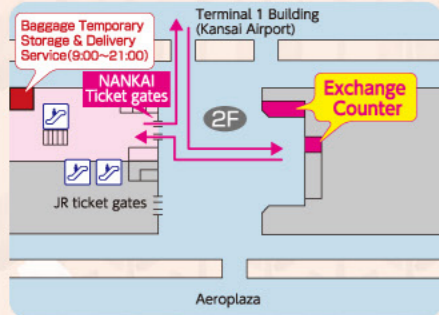 Baggage Temporary
Storage & Delivery
Service(9:00~21:00)
Terminal 1 Building
(Kansai Airport)
NANKAI
Ticket gates
2F
Exchange
Counter
JR ticket gates
Aeroplaza